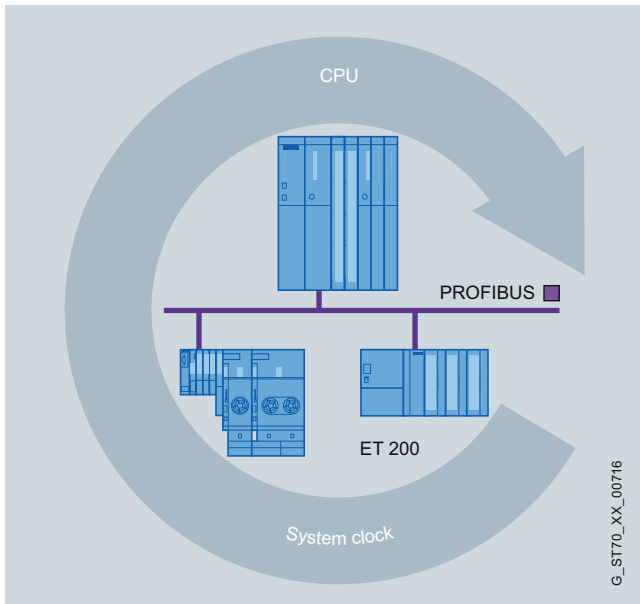 CPU
PROFIBUS
ET 200
System clock
G_ST70_XX_00716